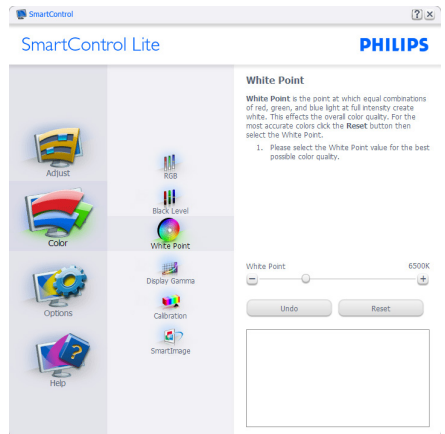 SmartControl
SmartControl Lite
PHILIPS
Adjust
Color
Options
Help
RGB
Black Level
White Point
Display Gamma
Calibration
SmartImage
White Point
White Point is the point at which equal combinations
of red, green, and blue light at full intensity create
white. This effects the overall color quality. For the
most accurate colors click the Reset button then
select the White Point.
1. Please select the White Point value for the best
possible color quality.
White Point 6500K
Undo Reset